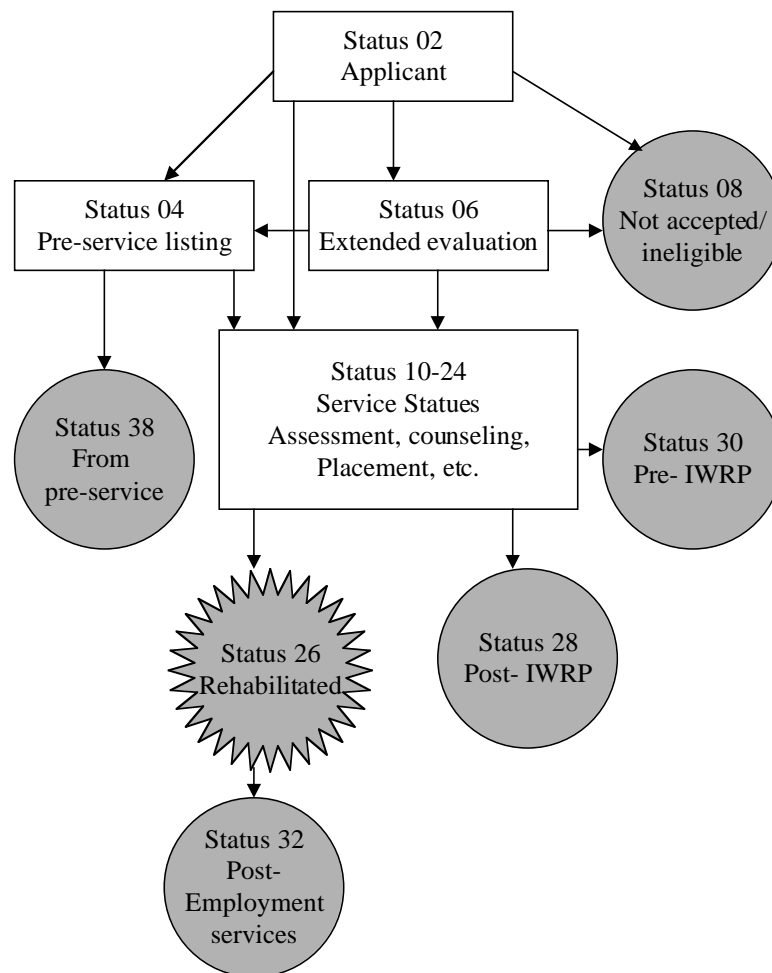 Status 02
Applicant
Status 04
Pre-service listing
Status 06
Extended evaluation
Status 08
Not accepted/
ineligible
Status 10-24
Service Statues
Assessment, counseling,
Placement, etc.
Status 38
From
pre-service
Status 30
Pre- IWRP
Status 26
Rehabilitated
Status 28
Post- IWRP
Status 32
Post-
Employment
services